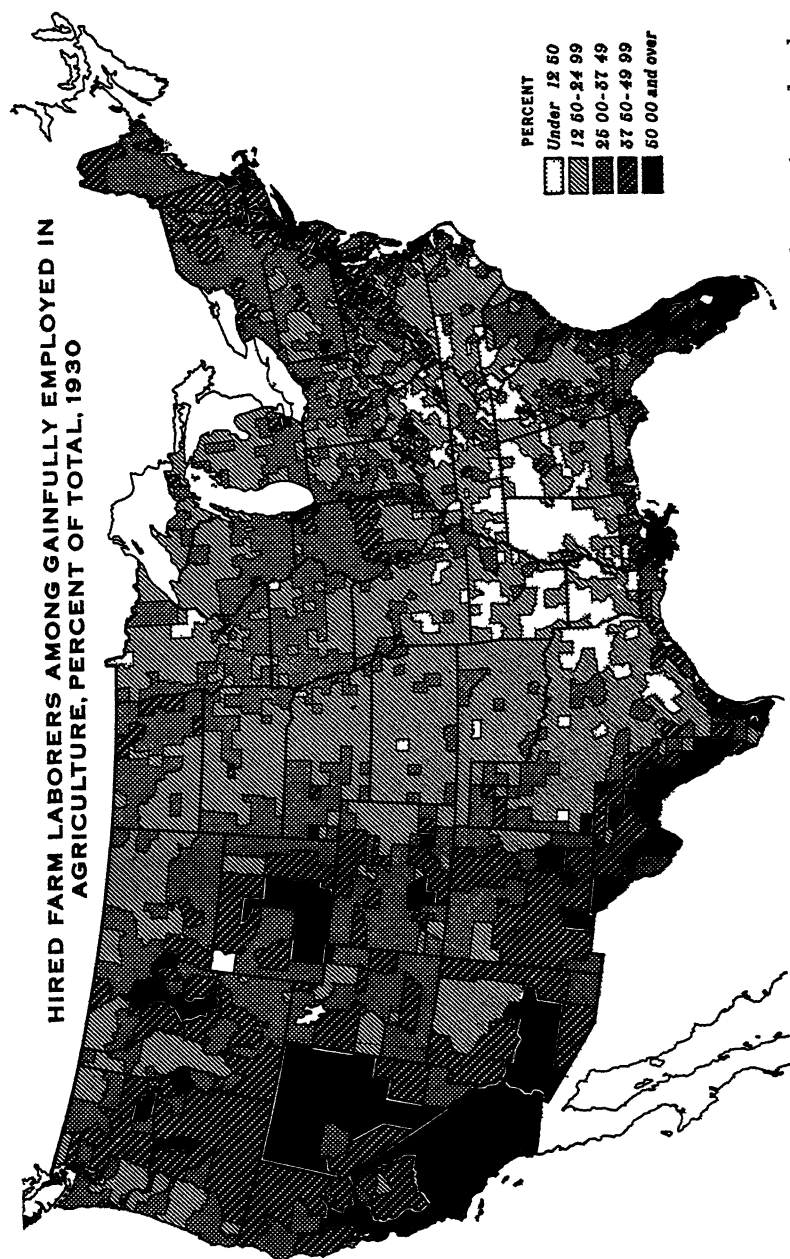 HIRED FARM LABORERS AMONG GAINFULLY EMPLOYED IN
AGRICULTURE, PERCENT OF TOTAL, 1930
PERCENT
Under 12 50
12 50-24 99
25 00-37 49
37 50-49 99
50 00 and over